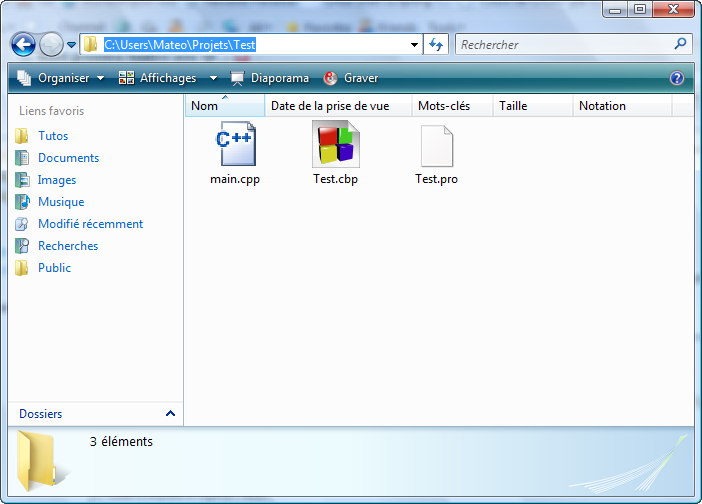 C:\Users\Mateo\Projets\Test
Rechercher
Organiser Affichages Diaporama Graver
Liens favoris
Tutos
Documents
Images
Musique
Modifié récemment
Recherches
Public
Dossiers
Nom Date de la prise de vue Mots-clés Taille Notation
C++
main.cpp Test.cbp Test.pro
3 éléments